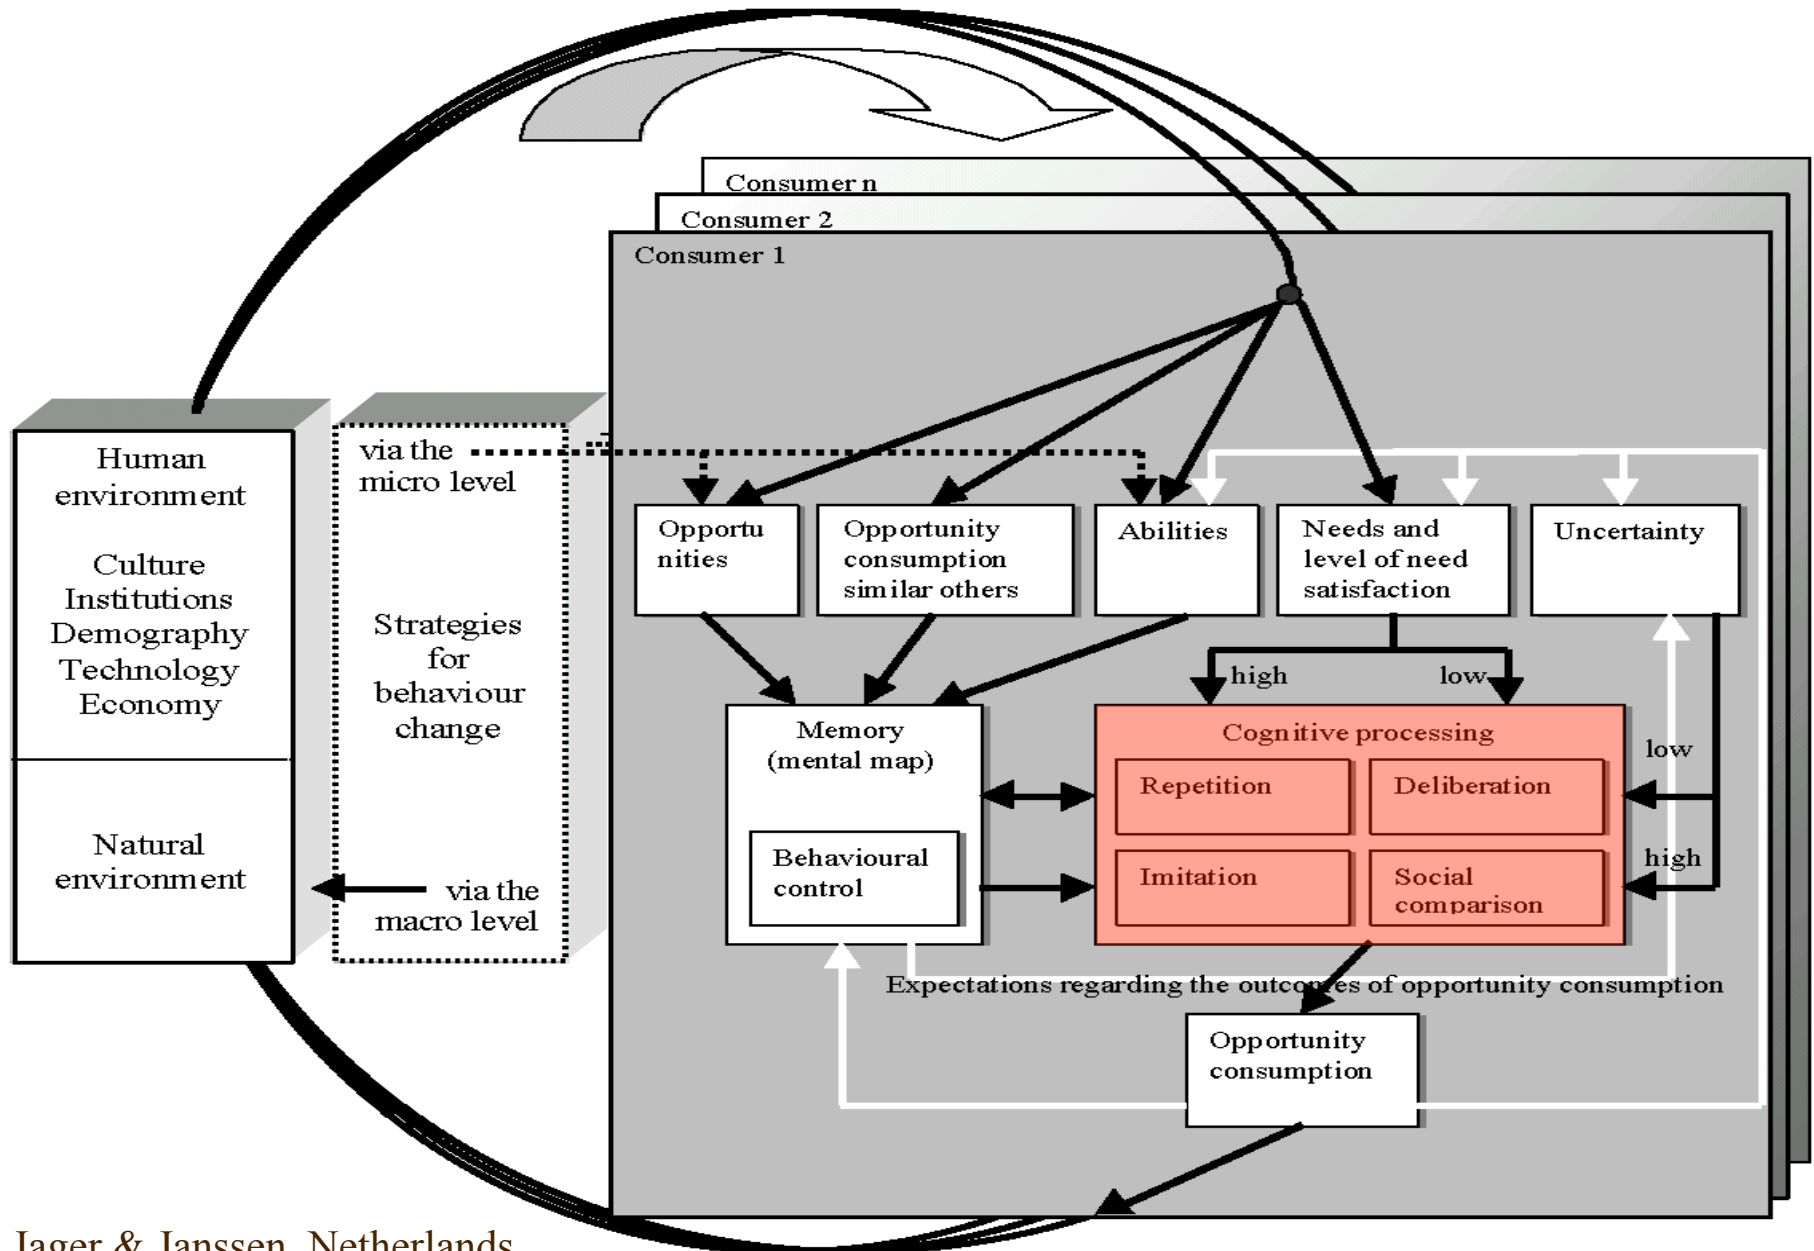 Consumer n
Consumer 2
Consumer 1
Human
environment
Culture
Institutions
Demography
Technology
Economy
Natural
environment
via the
micro level
Strategies
for
behaviour
change
via the
macro level
Opportu
nities
Opportunity
consumption
similar others
Abilities
Needs and
level of need
satisfaction
Uncertainty
high
low
Memory
(mental map)
Behavioural
control
Cognitive processing
Repetition
Deliberation
Imitation
Social
comparison
low
high
Expectations regarding the outcomes of opportunity consumption
Opportunity
consumption
Jager & Janssen, Netherlands